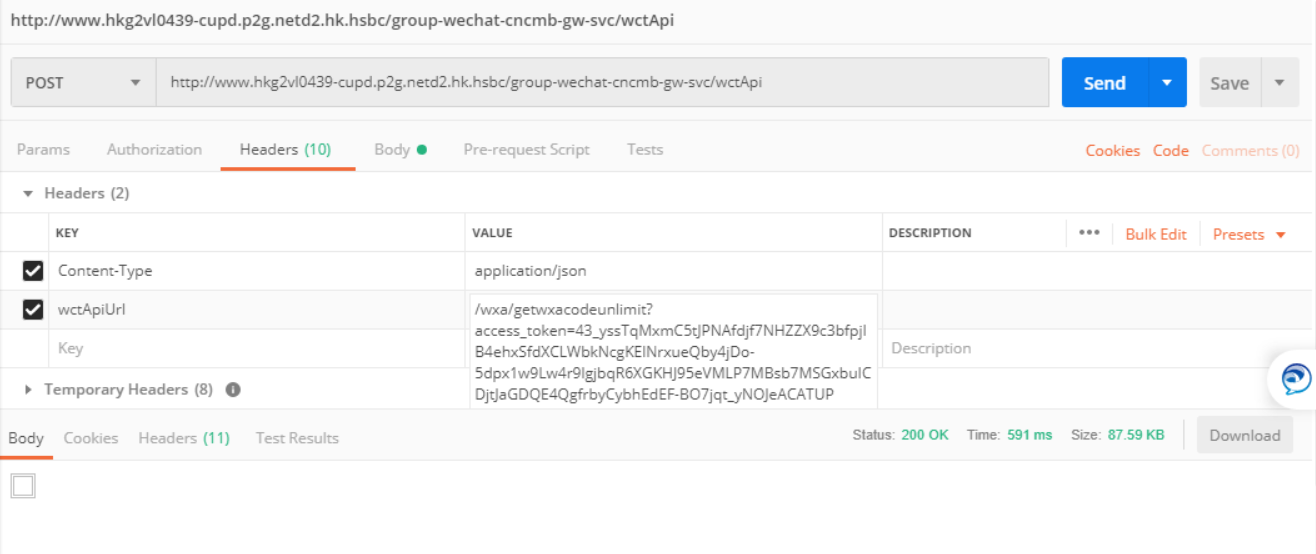 http://www.hkg2vl0439-cupd.p2g.netd2.hk.hsbc/group-wechat-cncmb-gw-svc/wctApi
POST http://www.hkg2vl0439-cupd.p2g.netd2.hk.hsbc/group-wechat-cncmb-gw-svc/wctApi Send Save
Params Authorization Headers (10) Body Pre-request Script Tests Cookies Code Comments (0)
Headers (2)
KEY VALUE DESCRIPTION ••• Bulk Edit Presets
Content-Type application/json
wctApiUrl /wxa/getwxacodeunlimit?
access_token=43_yssTqMxmC5tJPNAfdjf7NHZZX9c3bfpjI
B4ehxSfdXCLWbkNcgKEINrxueQby4jDo-
5dpx1w9Lw4r9IgjbqR6XGKHJ95eVMLP7MBsb7MSGxbuIC
DjtJaGDQE4QgfrbyCybhEdEF-BO7jqt_yNOJeACATUP
Key Description
Temporary Headers (8)
Body Cookies Headers (11) Test Results Status: 200 OK Time: 591 ms Size: 87.59 KB Download